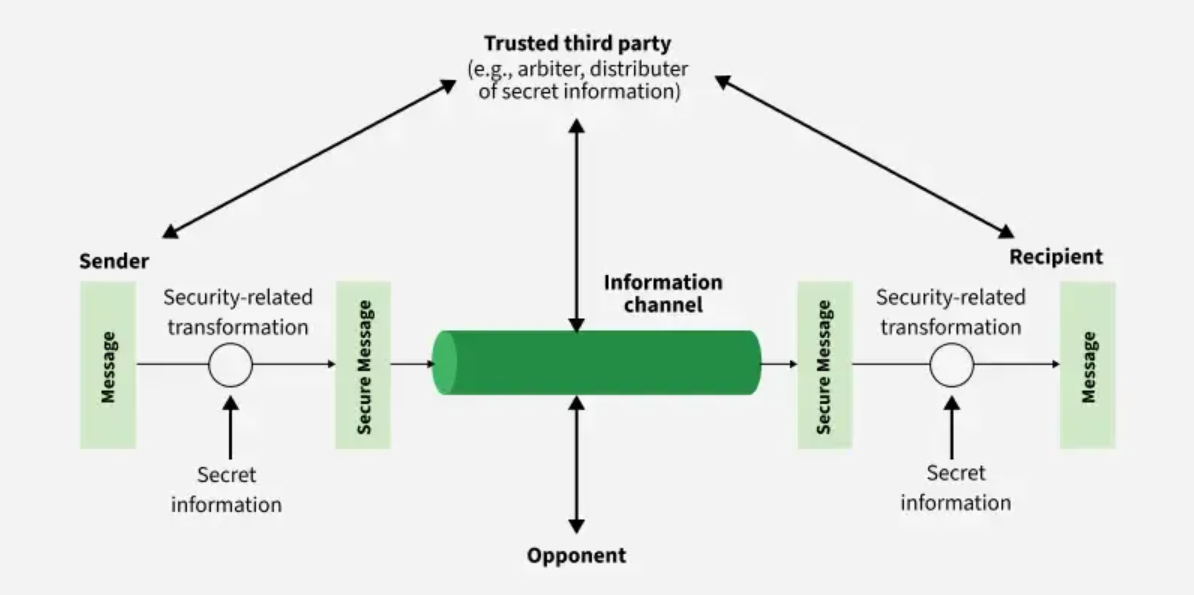 Trusted third party
(e.g., arbiter, distributer
of secret information)
Sender
Recipient
Information
channel
Message
Security-related
transformation
Secret
information
Secure Message
Secure Message
Security-related
transformation
Secret
information
Message
Opponent